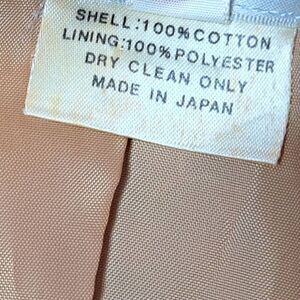 SHELL:100%COTTON
LINING:100%POLYESTER
DRY CLEAN ONLY
MADE IN JAPAN